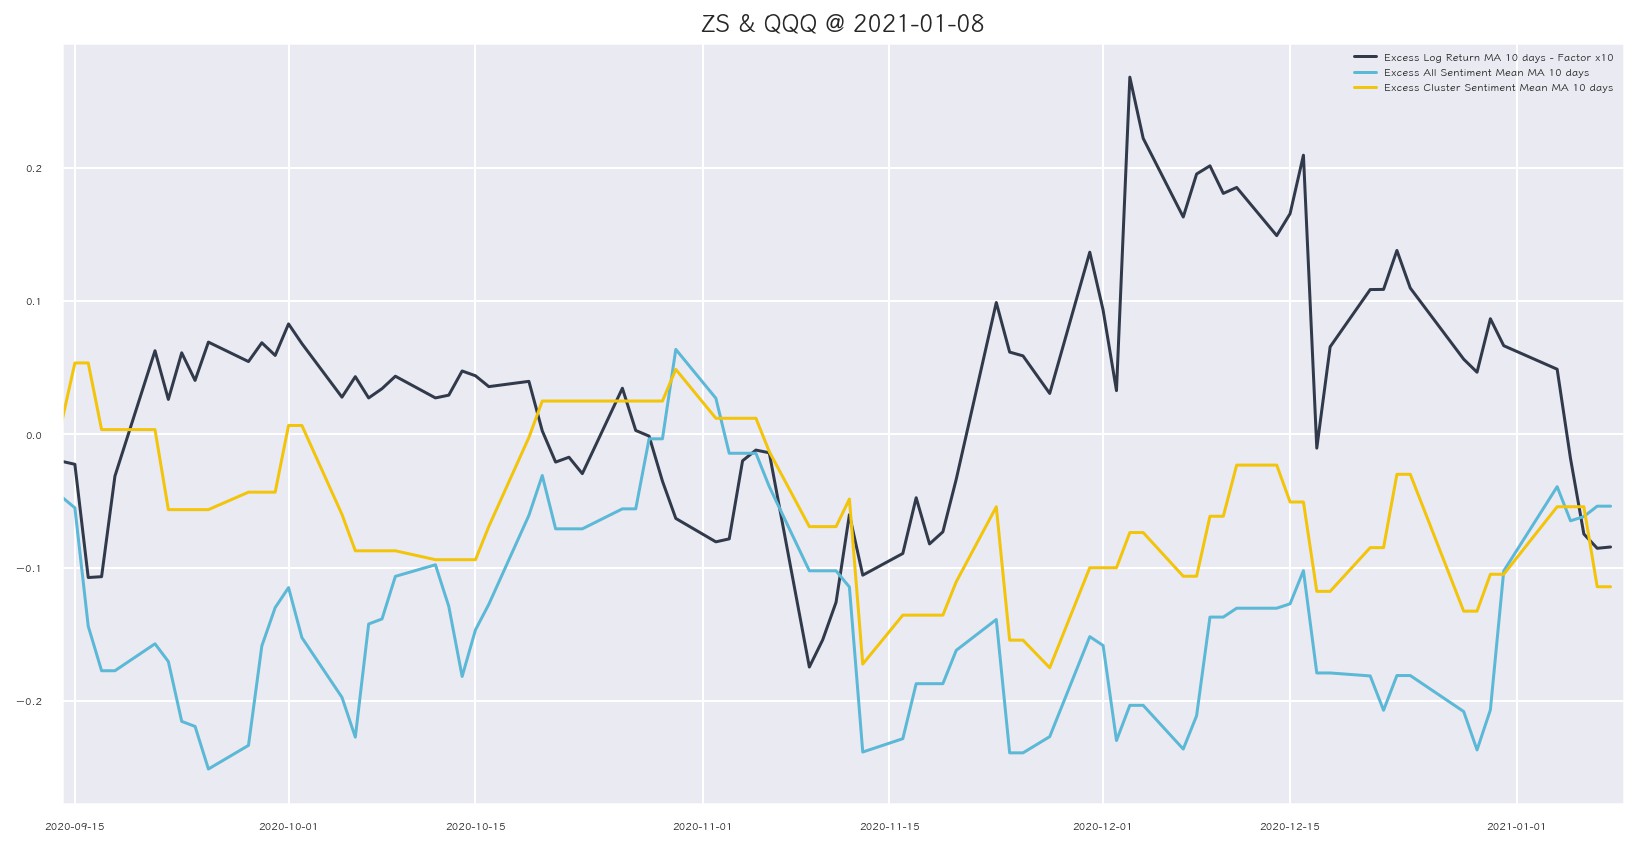 ZS & QQQ @ 2021-01-08
Excess Log Return MA 10 days - Factor x10
Excess All Sentiment Mean MA 10 days
Excess Cluster Sentiment Mean MA 10 days
0.2
0.1
0.0
−0.1
−0.2
2020-09-15 2020-10-01 2020-10-15 2020-11-01 2020-11-15 2020-12-01 2020-12-15 2021-01-01